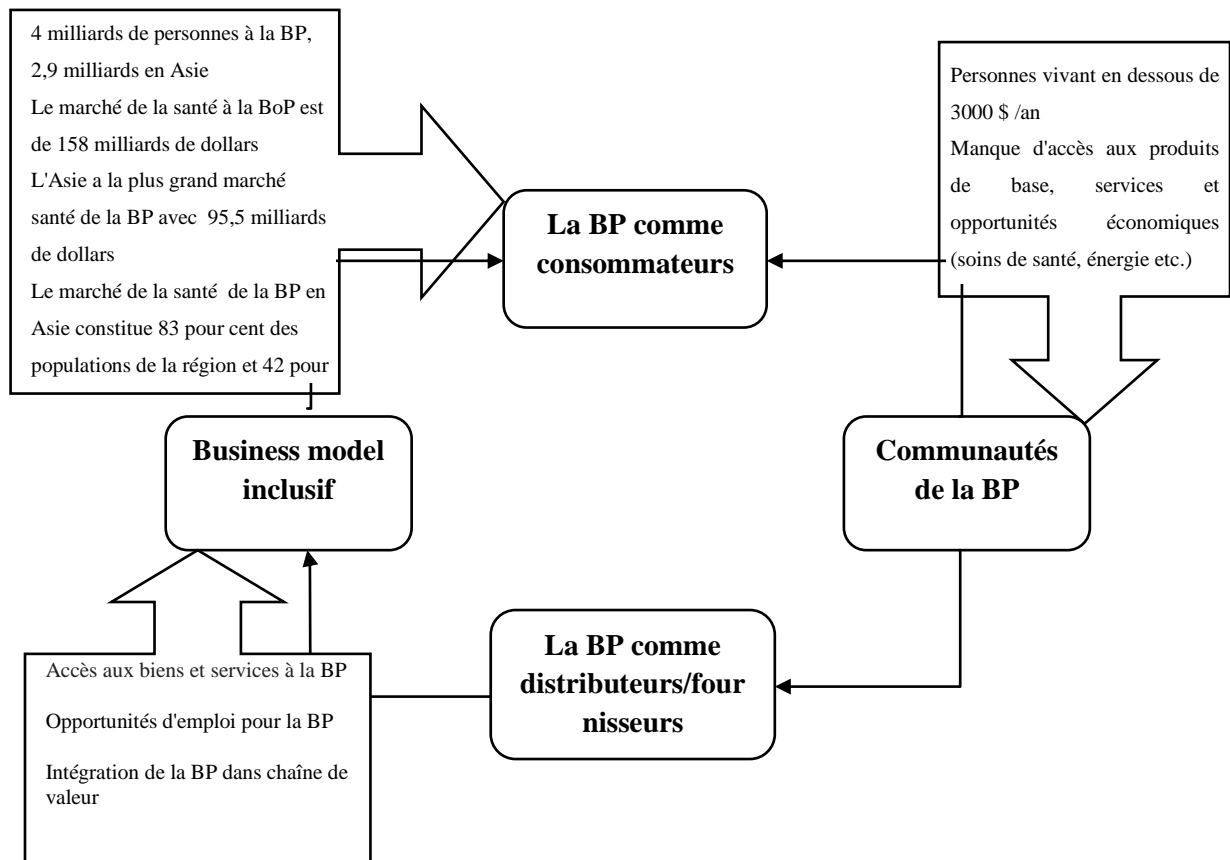 4 milliards de personnes à la BP,
2,9 milliards en Asie
Le marché de la santé à la BoP est
de 158 milliards de dollars
L'Asie a la plus grand marché
santé de la BP avec 95,5 milliards
de dollars
Le marché de la santé de la BP en
Asie constitue 83 pour cent des
populations de la région et 42 pour
Personnes vivant en dessous de
3000 $ /an
Manque d'accès aux produits
de base, services et
opportunités économiques
(soins de santé, énergie etc.)
La BP comme
consommateurs
Business model
inclusif
Communautés
de la BP
La BP comme
distributeurs/four
nisseurs
Accès aux biens et services à la BP
Opportunités d'emploi pour la BP
Intégration de la BP dans chaîne de
valeur